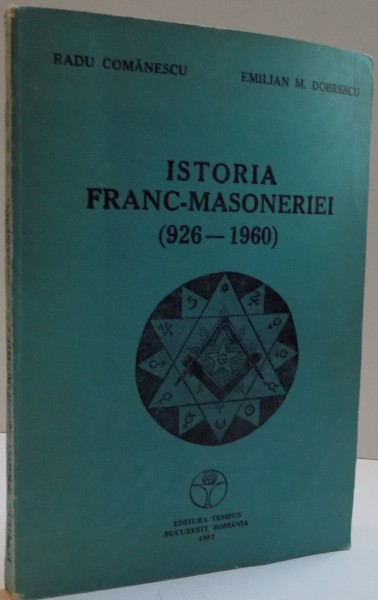 RADU COMĂNESCU
EMILIAN M. DOBRESCU
ISTORIA
FRANC-MASONERIEI
(926 — 1960)
G
EDITURA TEMPUS
BUCUREȘTI, ROMÂNIA
1992